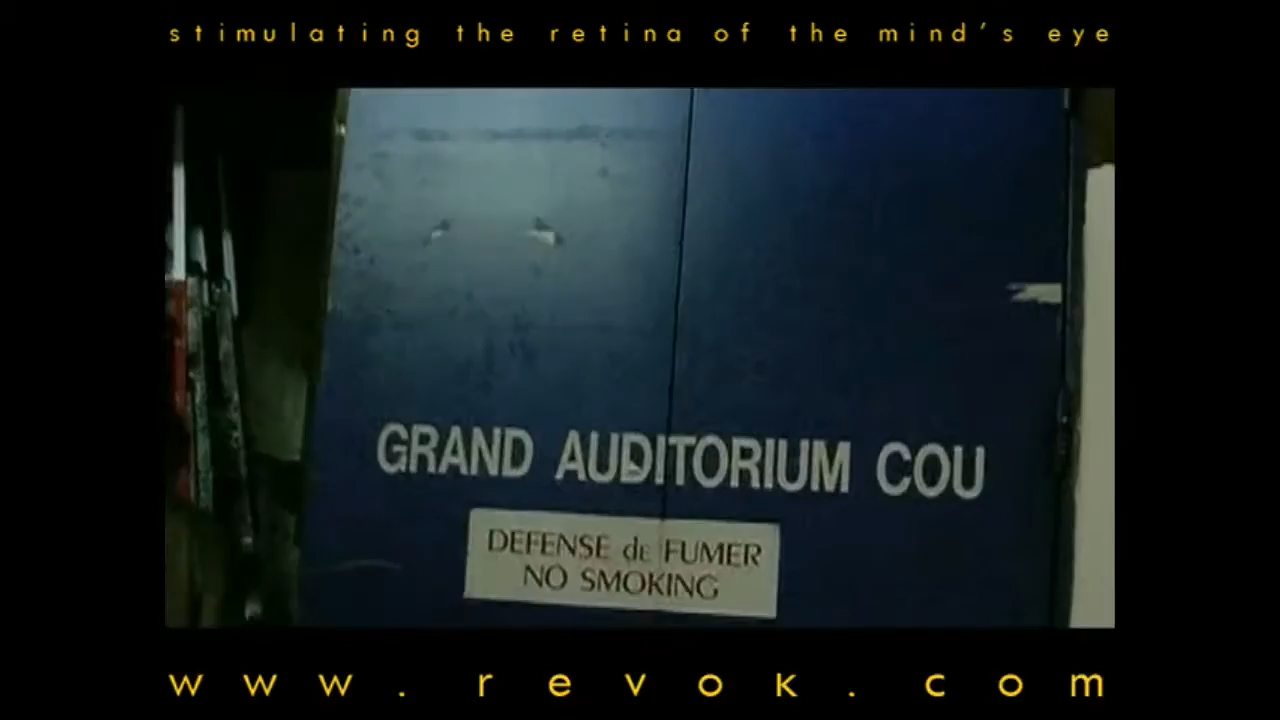 stimulating the retina of the mind's eye
GRAND AUDITORIUM COU
DEFENSE de FUMER
NO SMOKING
www.revok.com